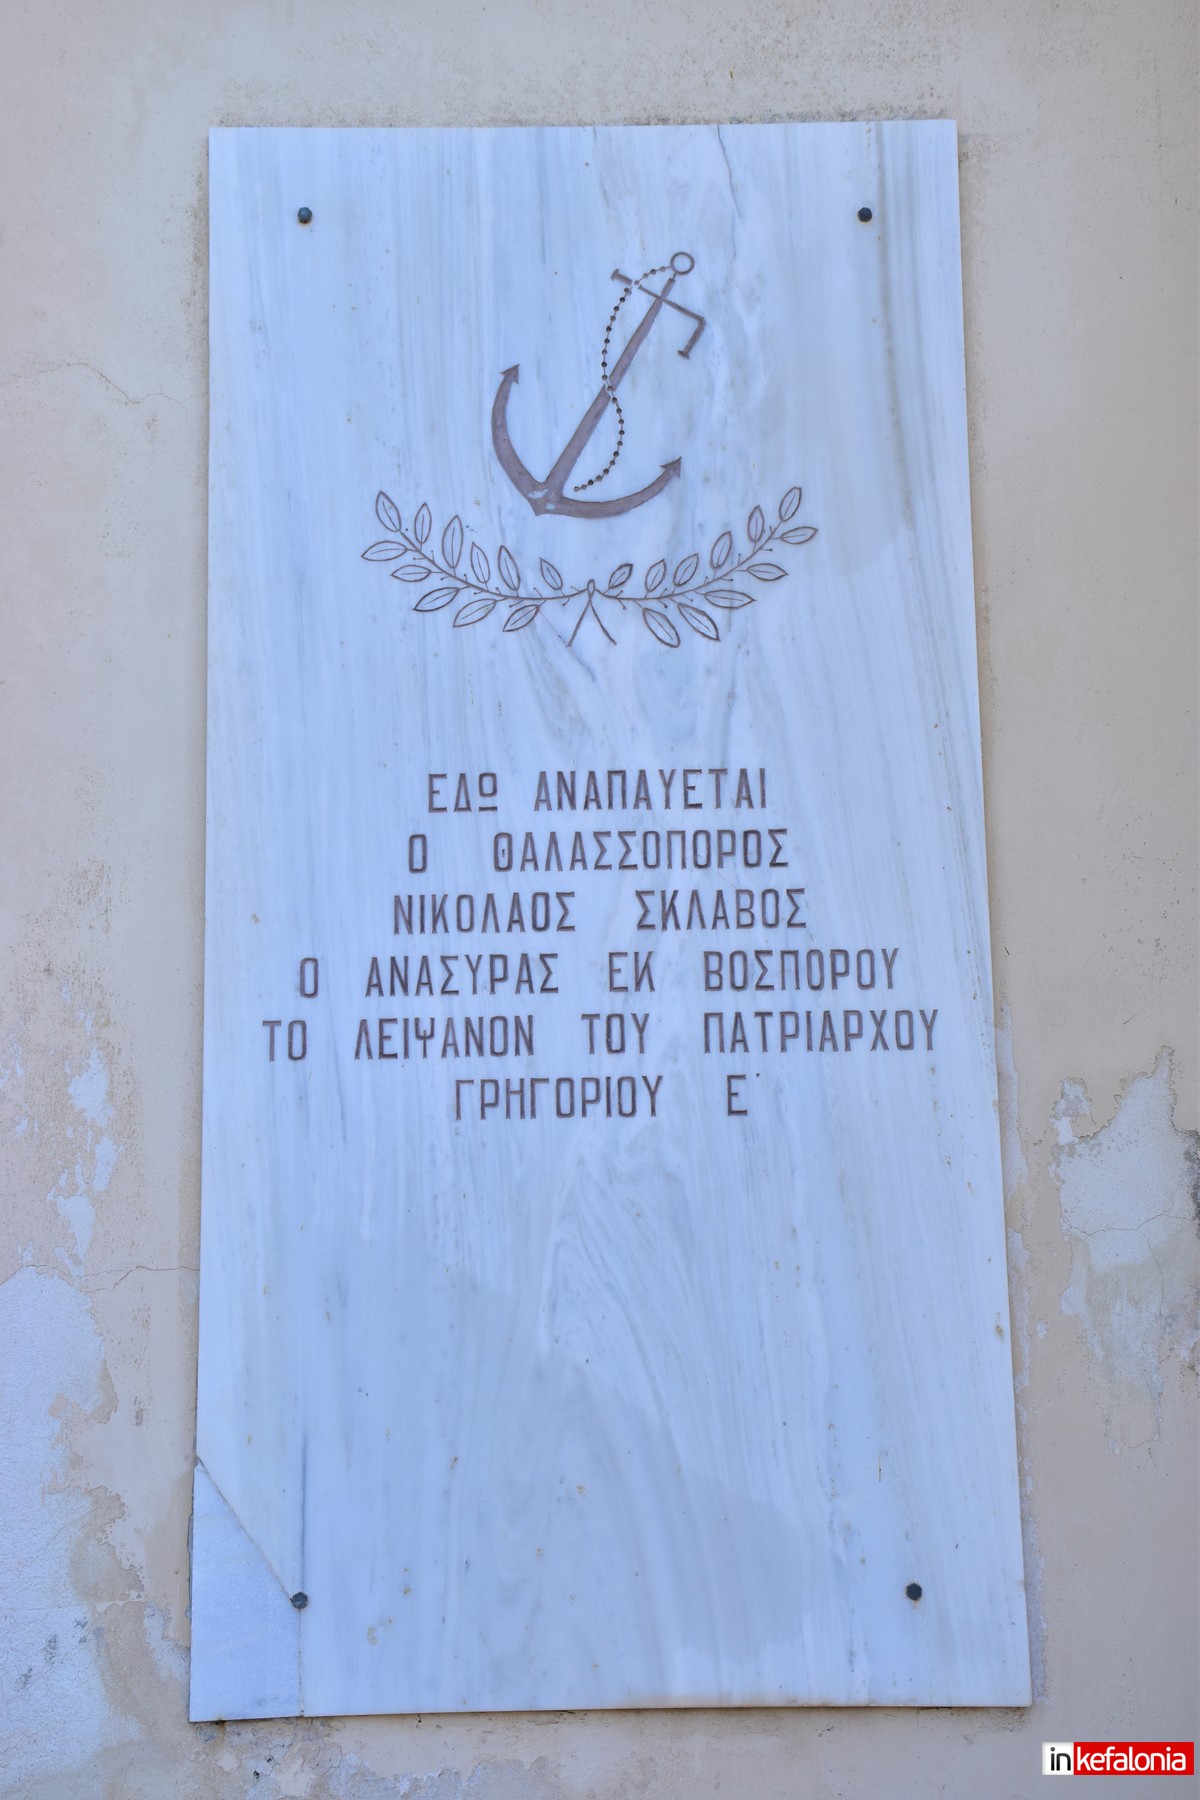 ΕΔΩ ΑΝΑΠΑΥΕΤΑΙ
Ο ΘΑΛΑΣΣΟΠΟΡΟΣ
ΝΙΚΟΛΑΟΣ ΣΚΛΑΒΟΣ
Ο ΑΝΑΣΥΡΑΣ ΕΚ ΒΟΣΠΟΡΟΥ
ΤΟ ΛΕΙΨΑΝΟΝ ΤΟΥ ΠΑΤΡΙΑΡΧΟΥ
ΓΡΗΓΟΡΙΟΥ Ε'
inkefalonia